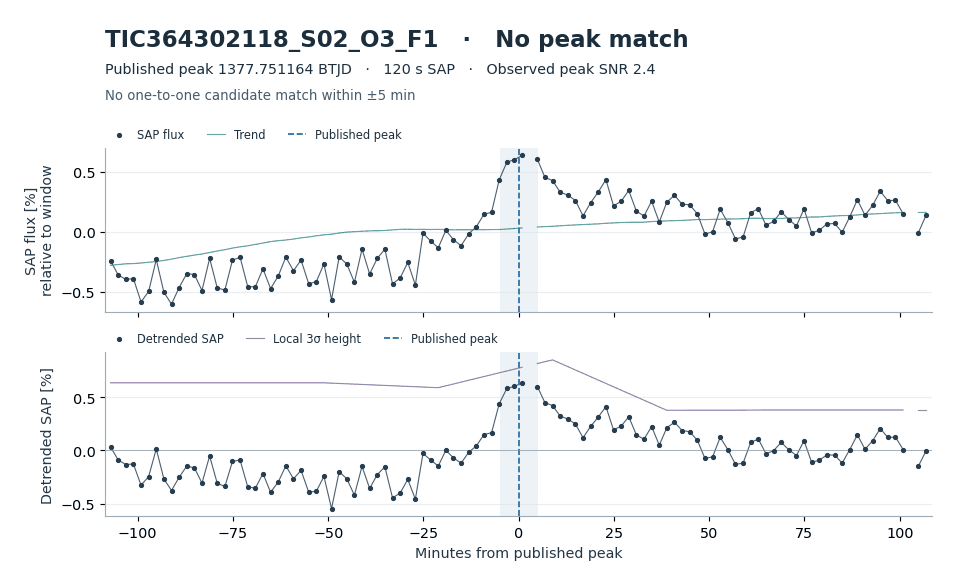 TIC364302118_S02_O3_F1 · No peak match
Published peak 1377.751164 BTJD · 120 s SAP · Observed peak SNR 2.4
No one-to-one candidate match within ±5 min
SAP flux Trend Published peak
SAP flux [%]
relative to window
0.5
0.0
−0.5
Detrended SAP Local 3σ height Published peak
Detrended SAP [%]
0.5
0.0
−0.5
−100 −75 −50 −25 0 25 50 75 100
Minutes from published peak